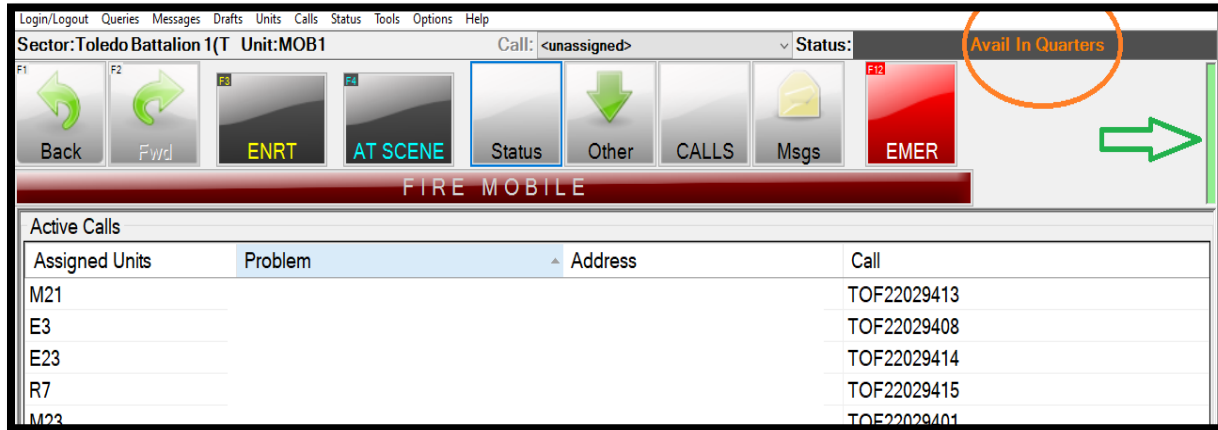 Login/Logout Queries Messages Drafts Units Calls Status Tools Options Help
Sector:Toledo Battalion 1(T Unit:MOB1 Call: <unassigned> Status: Avail In Quarters
F1 F2 F3 F4 F12
Back Fwd ENRT AT SCENE Status Other CALLS Msgs EMER
FIRE MOBILE
Active Calls
Assigned Units Problem Address Call
M21 TOF22029413
E3 TOF22029408
E23 TOF22029414
R7 TOF22029415
M23 TOF22029401